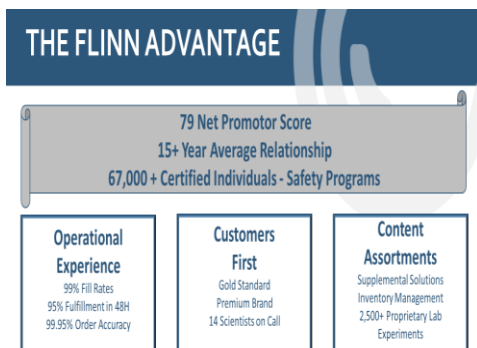 THE FLINN ADVANTAGE
79 Net Promotor Score
15+ Year Average Relationship
67,000 + Certified Individuals - Safety Programs
Operational
Experience
99% Fill Rates
95% Fulfillment in 48H
99.95% Order Accuracy
Customers
First
Gold Standard
Premium Brand
14 Scientists on Call
Content
Assortments
Supplemental Solutions
Inventory Management
2,500+ Proprietary Lab
Experiments